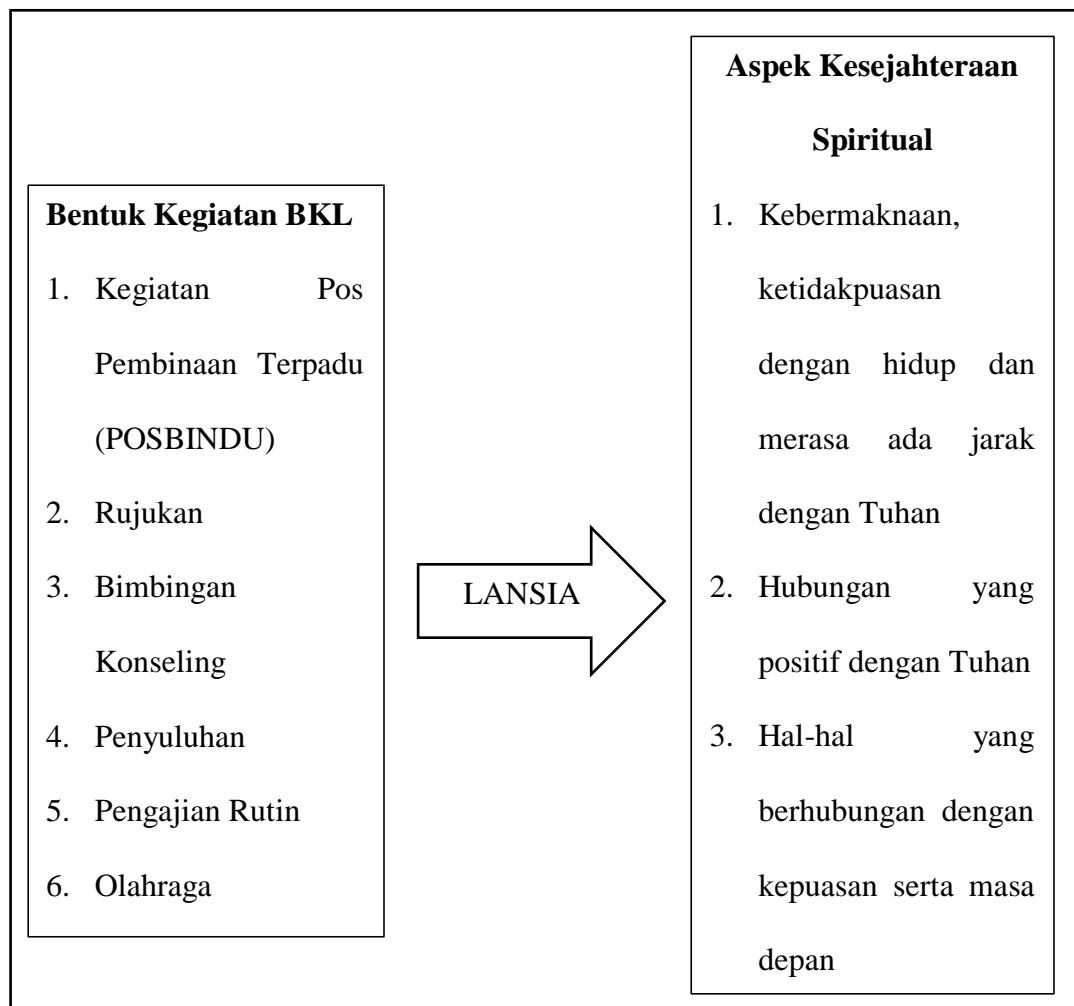 Bentuk Kegiatan BKL
1. Kegiatan Pos
Pembinaan Terpadu
(POSBINDU)
2. Rujukan
3. Bimbingan
Konseling
4. Penyuluhan
5. Pengajian Rutin
6. Olahraga
LANSIA
Aspek Kesejahteraan
Spiritual
1. Kebermaknaan,
ketidakpuasan
dengan hidup dan
merasa ada jarak
dengan Tuhan
2. Hubungan yang
positif dengan Tuhan
3. Hal-hal yang
berhubungan dengan
kepuasan serta masa
depan